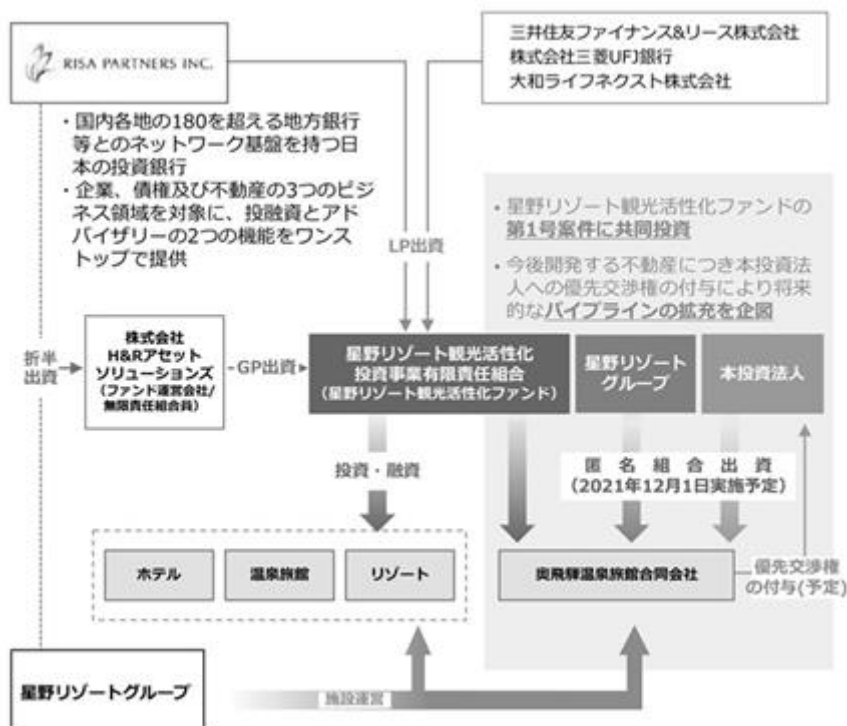 RISA PARTNERS INC.
三井住友ファイナンス&リース株式会社
株式会社三菱UFJ銀行
大和ライフネクスト株式会社
・国内各地の180を超える地方銀行
等とのネットワーク基盤を持つ日
本の投資銀行
・企業、債権及び不動産の3つのビジ
ネス領域を対象に、投融資とアド
バイザリーの2つの機能をワンス
トップで提供
LP出資
・星野リゾート観光活性化ファンドの
第1号案件に共同投資
・今後開発する不動産につき本投資法
人への優先交渉権の付与により将来
的なパイプラインの拡充を企図
折半
出資
株式会社
H&Rアセット
ソリューションズ
（ファンド運営会社/
無限責任組合員）
GP出資
星野リゾート観光活性化
投資事業有限責任組合
（星野リゾート観光活性化ファンド）
星野リゾート
グループ
本投資法人
投資・融資
匿名組合出資
（2021年12月1日実施予定）
ホテル
温泉旅館
リゾート
奥飛騨温泉旅館合同会社
優先交渉権
の付与(予定)
星野リゾートグループ
施設運営